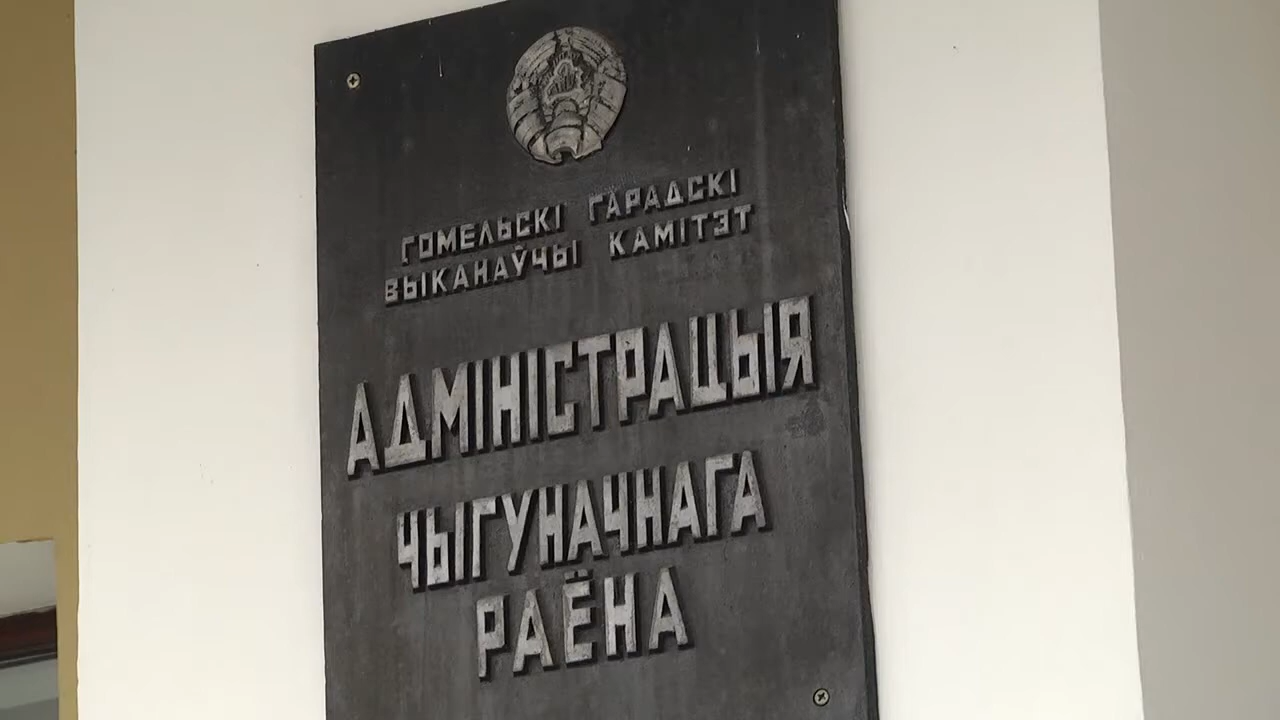 ГОМЕЛЬСКІ ГАРАДСКІ
ВЫКАНАЎЧЫ КАМІТЭТ
АДМІНІСТРАЦЫЯ
ЧЫГУНАЧНАГА
РАЁНА